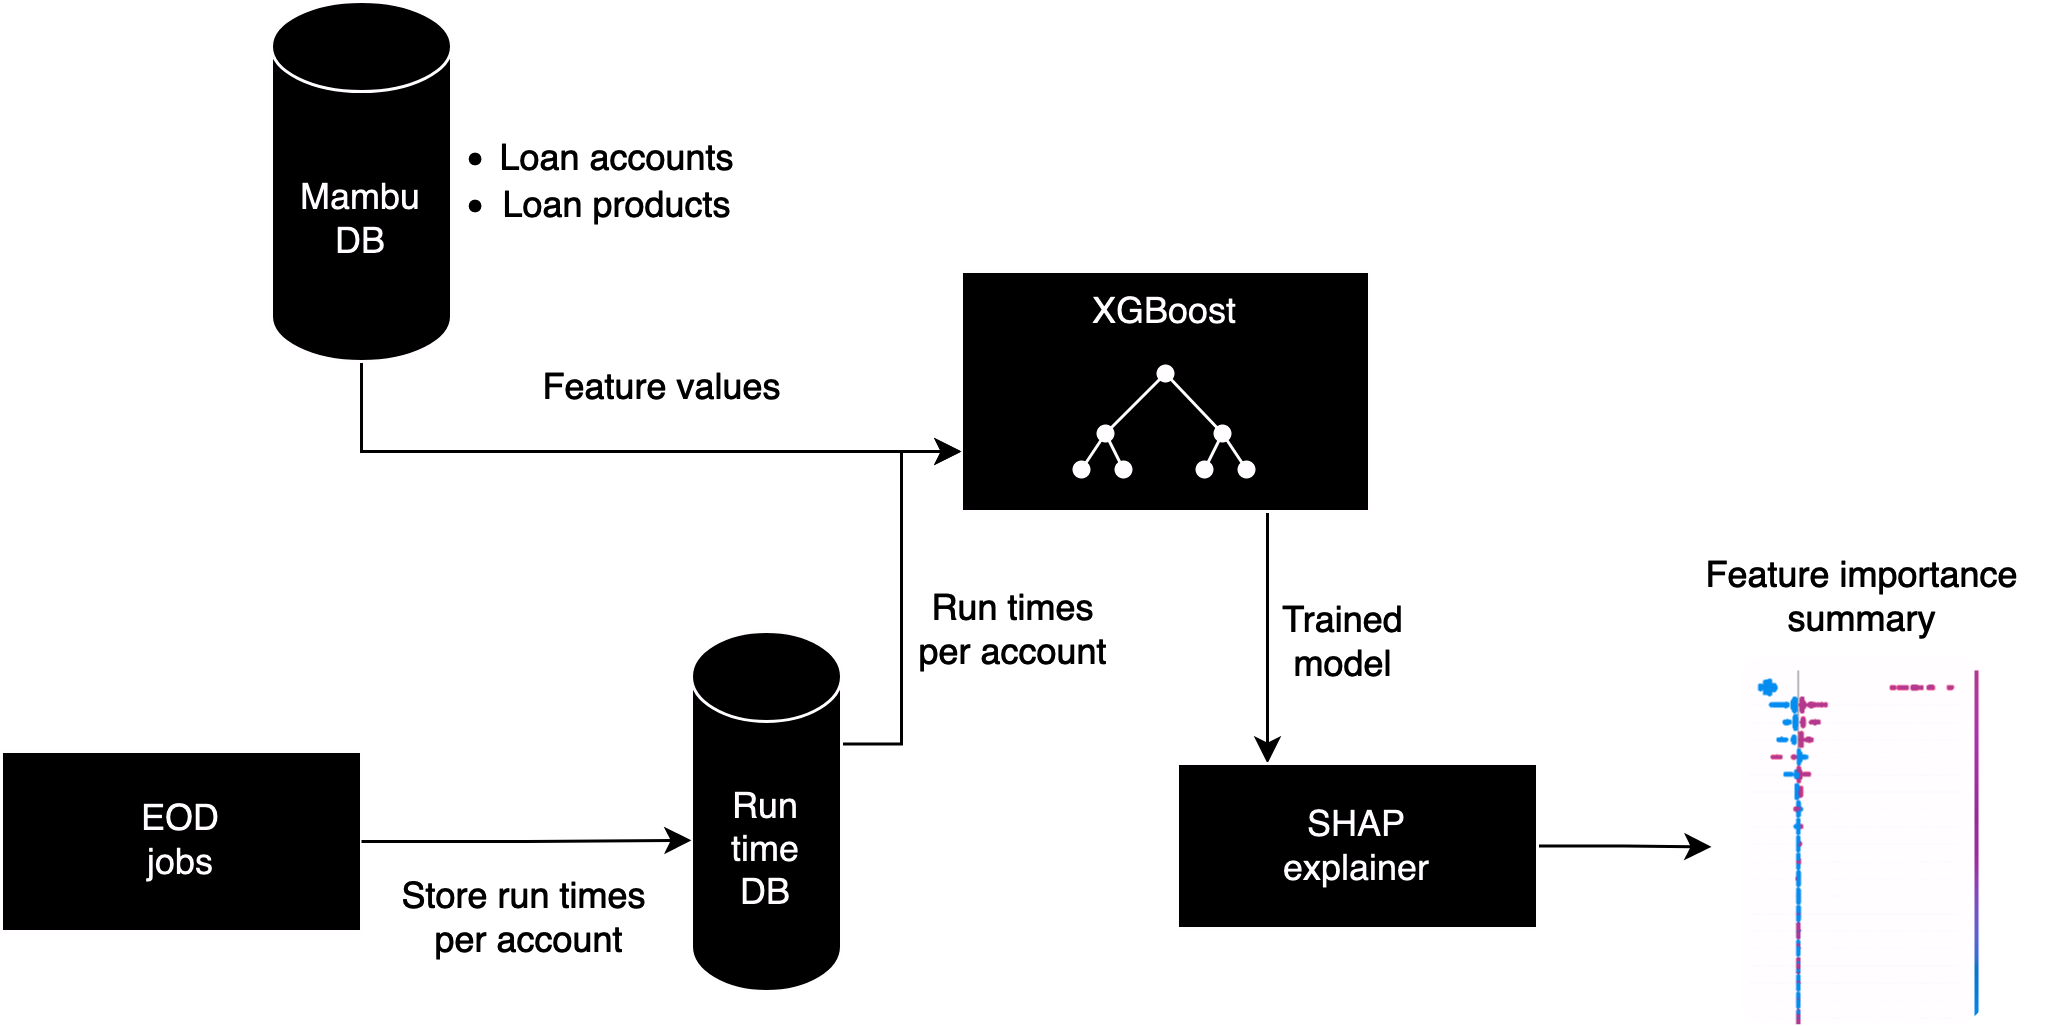 Mambu
DB
• Loan accounts
• Loan products
XGBoost
Feature values
Run times
per account
Trained
model
Feature importance
summary
EOD
jobs
Store run times
per account
Run
time
DB
SHAP
explainer